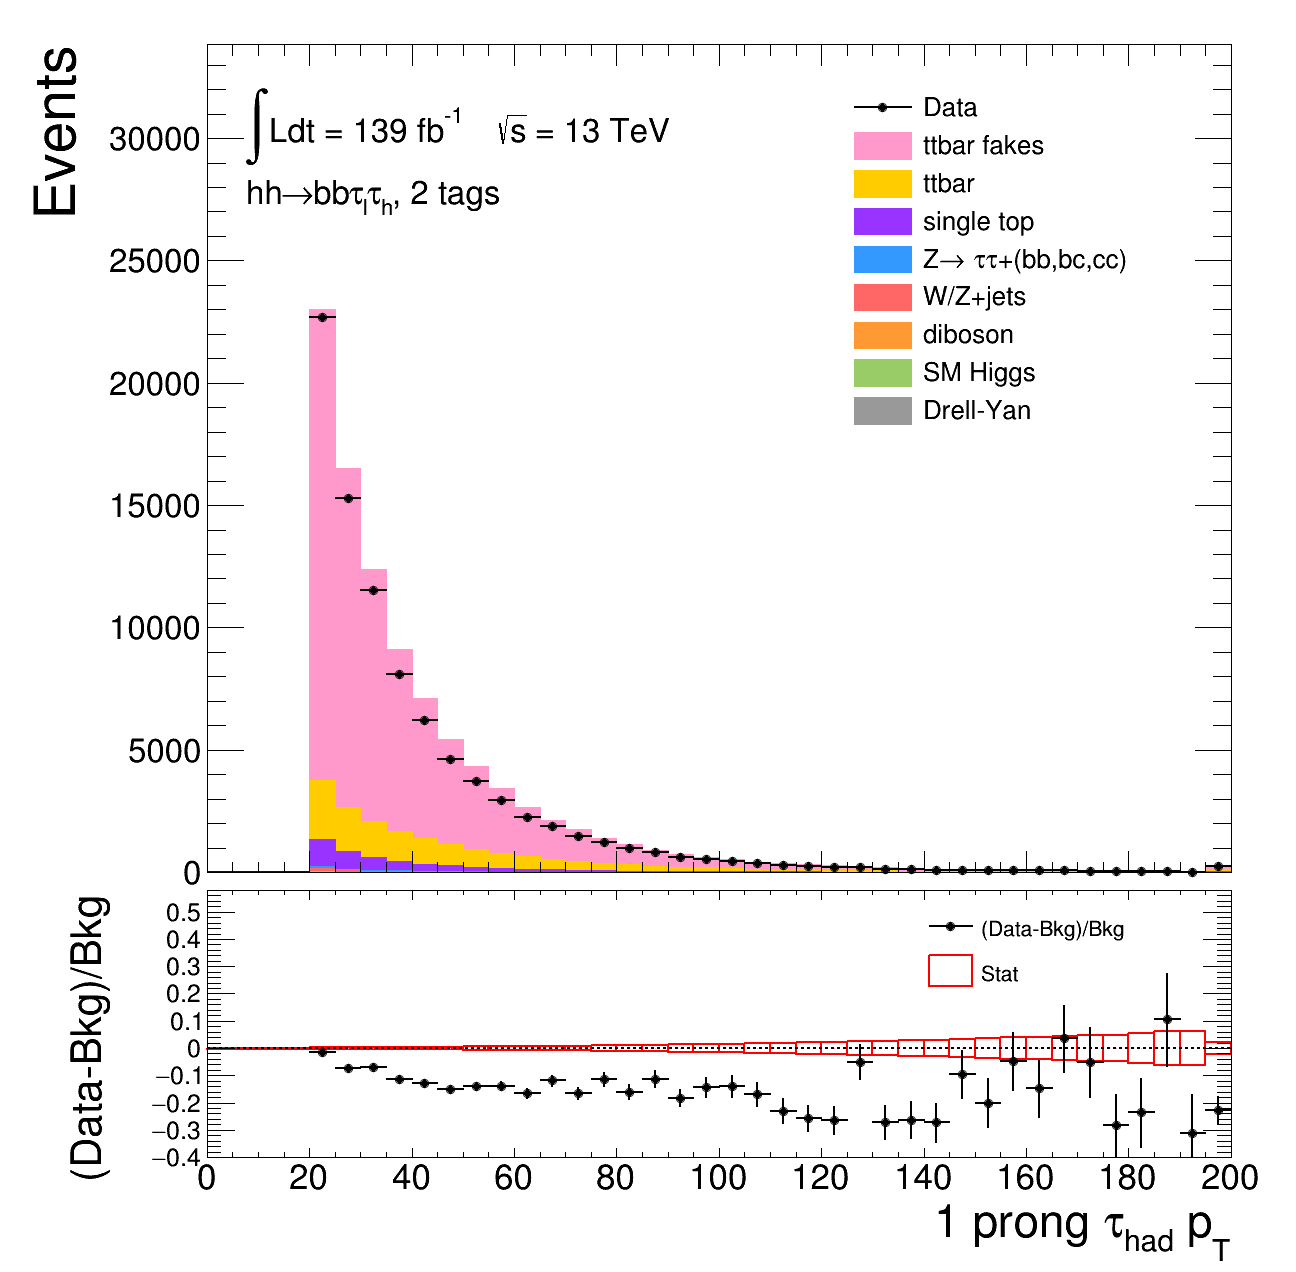 Events
30000
25000
20000
15000
10000
5000
0
∫Ldt = 139 fb⁻¹ √s = 13 TeV
hh→bbτ_lτ_h, 2 tags
Data
ttbar fakes
ttbar
single top
Z→ ττ+(bb,bc,cc)
W/Z+jets
diboson
SM Higgs
Drell-Yan
(Data-Bkg)/Bkg
0.5
0.4
0.3
0.2
0.1
0
−0.1
−0.2
−0.3
−0.4
(Data-Bkg)/Bkg
Stat
0 20 40 60 80 100 120 140 160 180 200
1 prong τ_had p_T